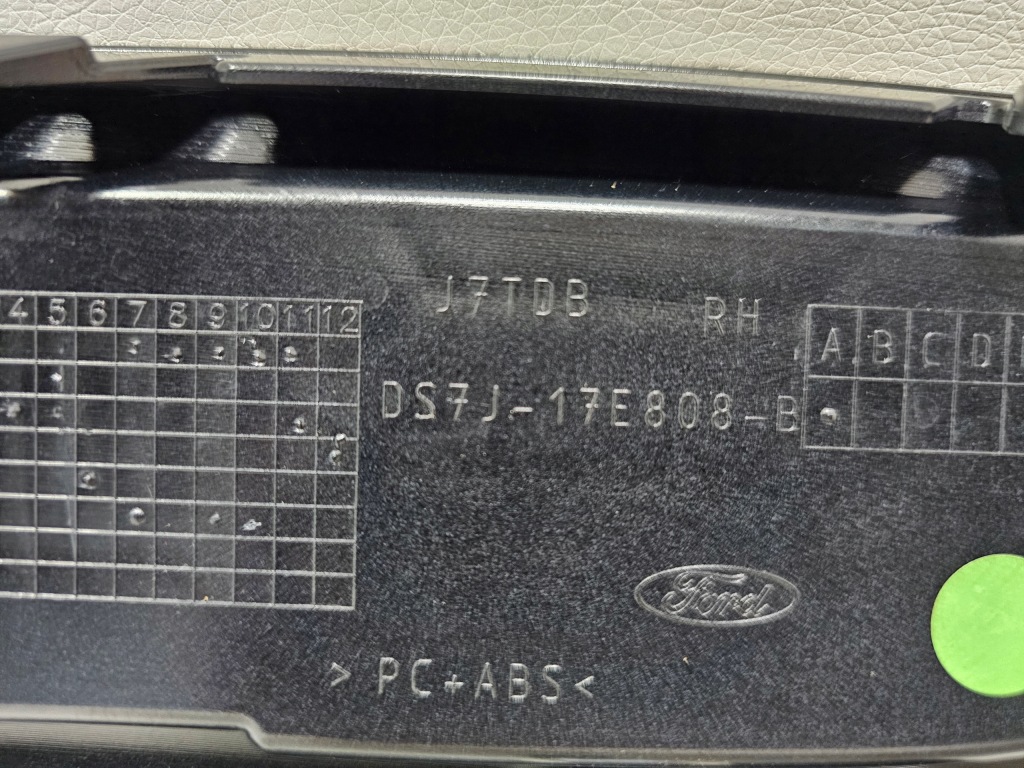 J7TDB RH
4 5 6 7 8 9 10 11 12
A B C D
DS7J-17E808-B
Ford
> PC+ABS <